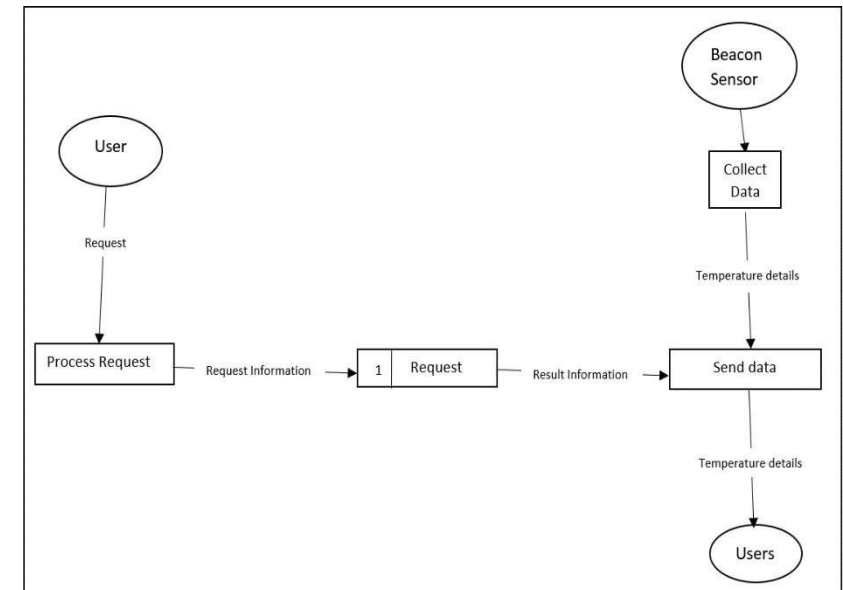 Beacon
Sensor
User
Collect
Data
Request
Temperature details
Process Request
Request Information
1 Request
Result Information
Send data
Temperature details
Users